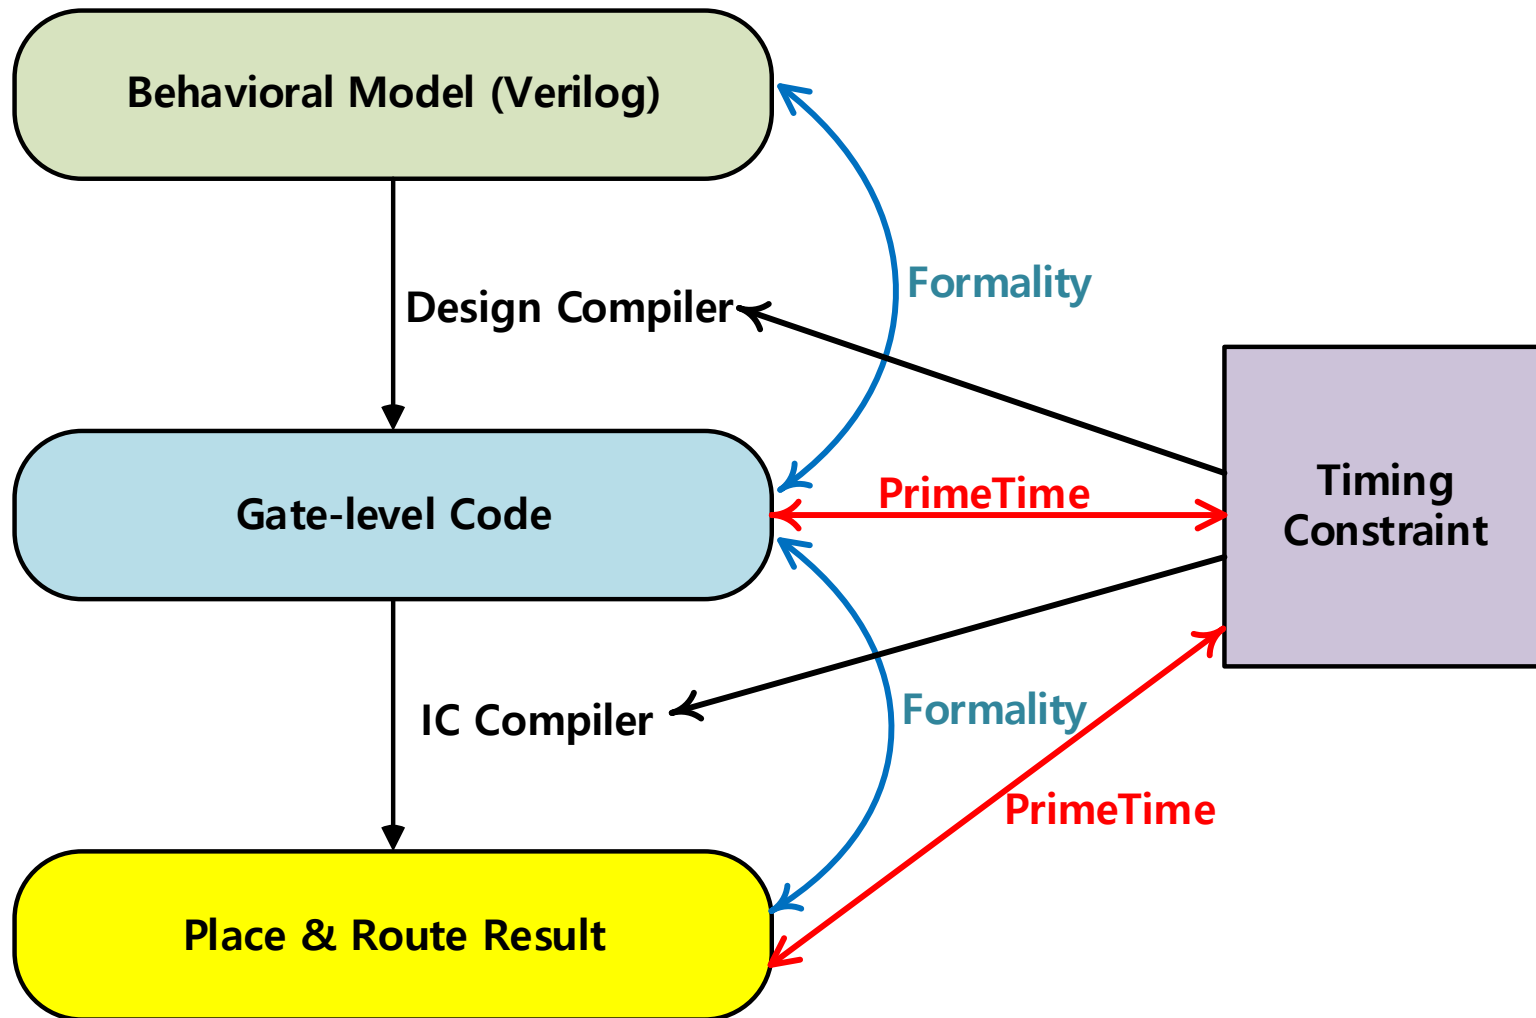 Behavioral Model (Verilog)
Formality
Design Compiler
Timing
Constraint
PrimeTime
Gate-level Code
Formality
IC Compiler
PrimeTime
Place & Route Result